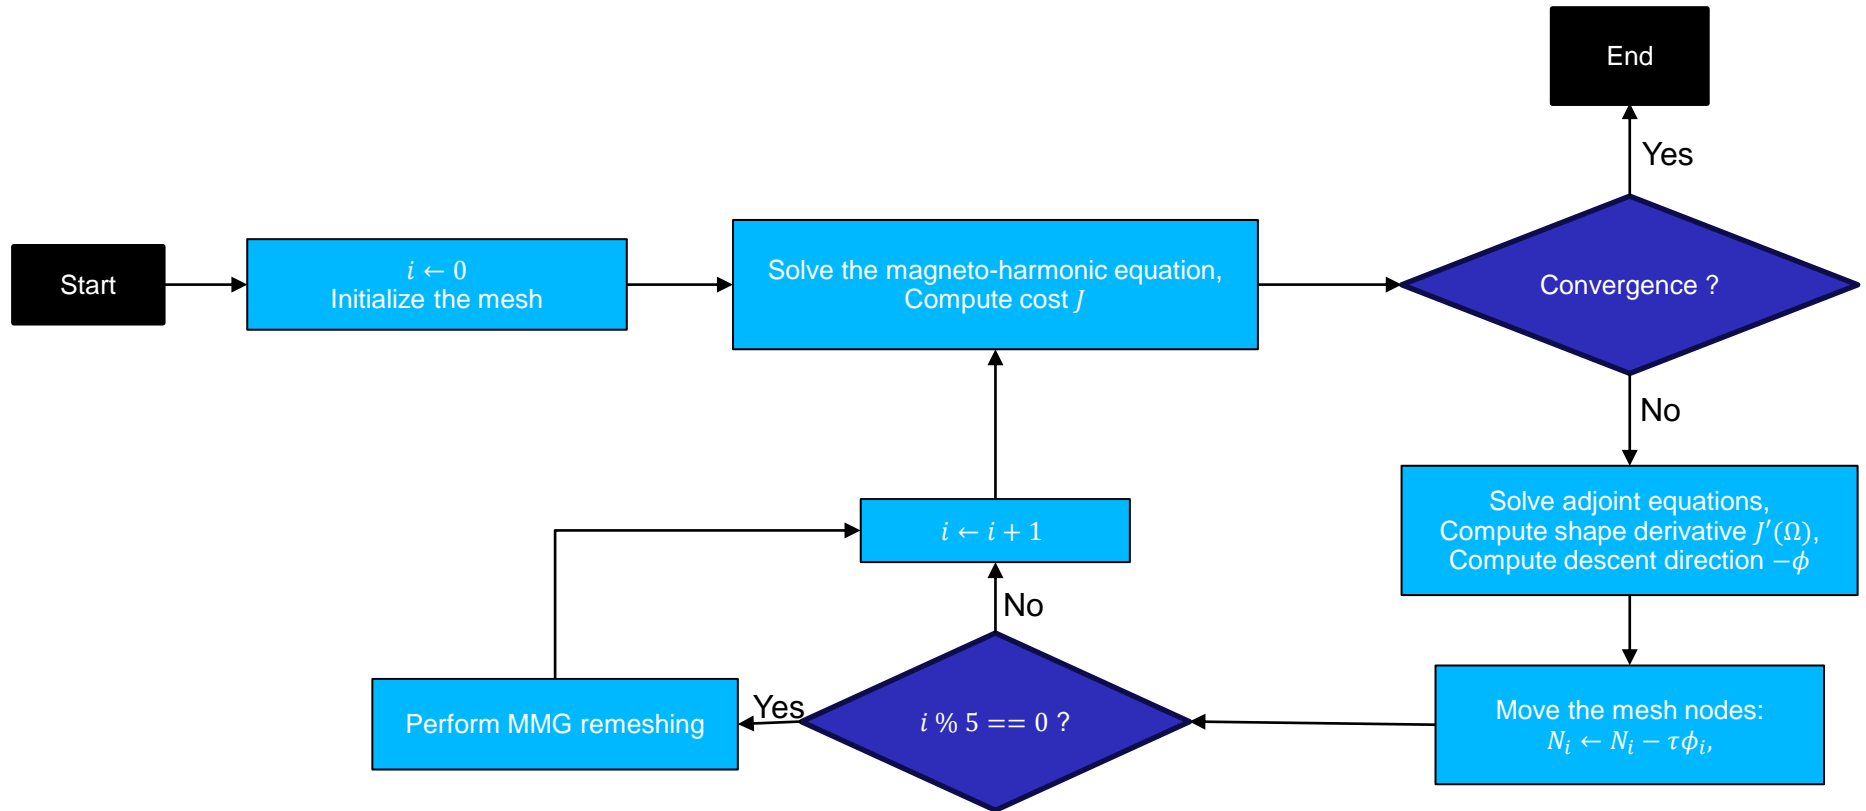 Start
i ← 0
Initialize the mesh
Solve the magneto-harmonic equation,
Compute cost J
Convergence ?
Yes
End
No
Solve adjoint equations,
Compute shape derivative J′(Ω),
Compute descent direction −ϕ
Move the mesh nodes:
Nᵢ ← Nᵢ − τϕᵢ,
i % 5 == 0 ?
Yes
Perform MMG remeshing
No
i ← i + 1